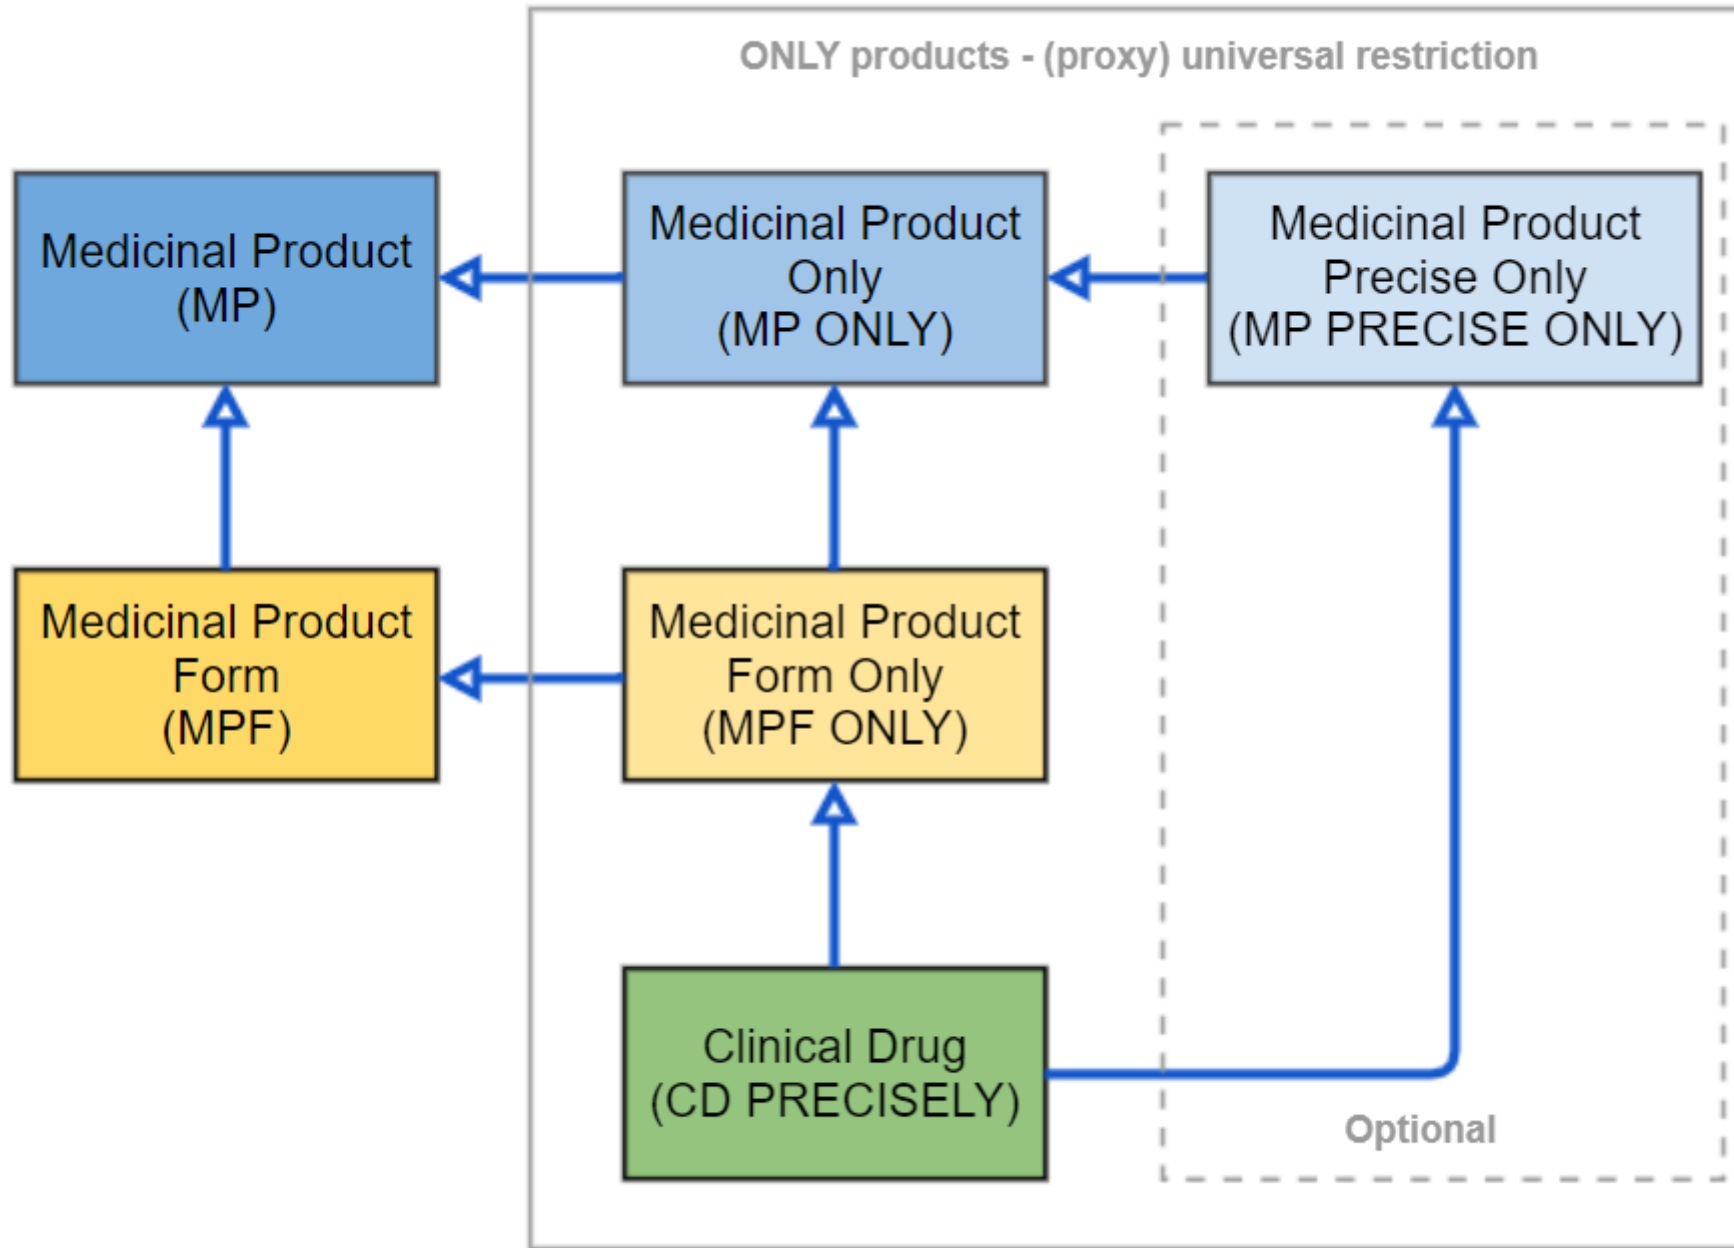 ONLY products - (proxy) universal restriction
Medicinal Product
(MP)
Medicinal Product
Only
(MP ONLY)
Medicinal Product
Precise Only
(MP PRECISE ONLY)
Medicinal Product
Form
(MPF)
Medicinal Product
Form Only
(MPF ONLY)
Clinical Drug
(CD PRECISELY)
Optional